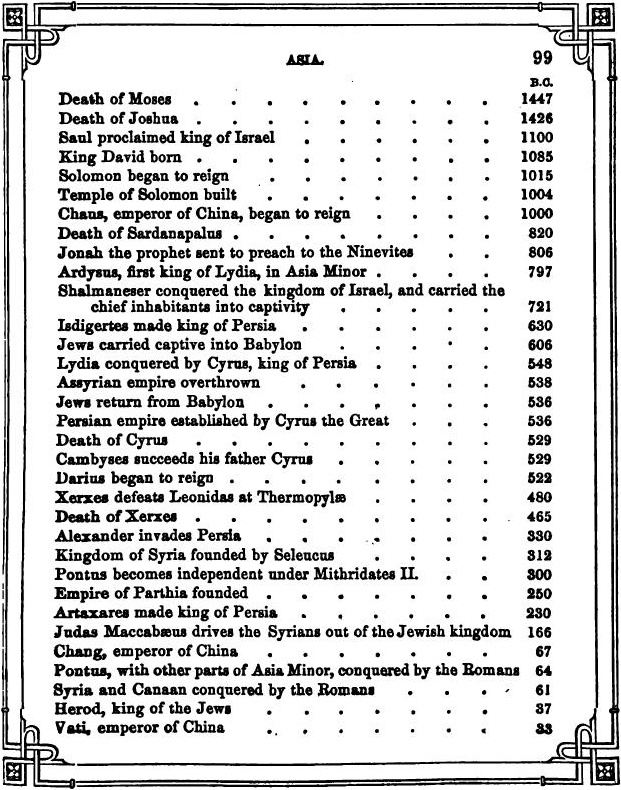 ASIA. 99
B.C.
Death of Moses . . . . . . . . . 1447
Death of Joshua . . . . . . . . . 1426
Saul proclaimed king of Israel . . . . . . 1100
King David born . . . . . . . . . 1085
Solomon began to reign . . . . . . . 1015
Temple of Solomon built . . . . . . . 1004
Chaus, emperor of China, began to reign . . . . 1000
Death of Sardanapalus . . . . . . . . 820
Jonah the prophet sent to preach to the Ninevites . . 806
Ardysus, first king of Lydia, in Asia Minor . . . . 797
Shalmaneser conquered the kingdom of Israel, and carried the
chief inhabitants into captivity . . . . . 721
Isdigertes made king of Persia . . . . . . 630
Jews carried captive into Babylon . . . . . 606
Lydia conquered by Cyrus, king of Persia . . . . 548
Assyrian empire overthrown . . . . . . 538
Jews return from Babylon . . . . . . . 536
Persian empire established by Cyrus the Great . . . 536
Death of Cyrus . . . . . . . . . 529
Cambyses succeeds his father Cyrus . . . . . 529
Darius began to reign . . . . . . . . 522
Xerxes defeats Leonidas at Thermopylæ . . . . 480
Death of Xerxes . . . . . . . . . 465
Alexander invades Persia . . . . . . . 330
Kingdom of Syria founded by Seleucus . . . . 312
Pontus becomes independent under Mithridates II. . . 300
Empire of Parthia founded . . . . . . . 250
Artaxares made king of Persia . . . . . . 230
Judas Maccabæus drives the Syrians out of the Jewish kingdom 166
Chang, emperor of China . . . . . . . 67
Pontus, with other parts of Asia Minor, conquered by the Romans 64
Syria and Canaan conquered by the Romans . . . . 61
Herod, king of the Jews . . . . . . . 37
Vati, emperor of China . . . . . . . 33